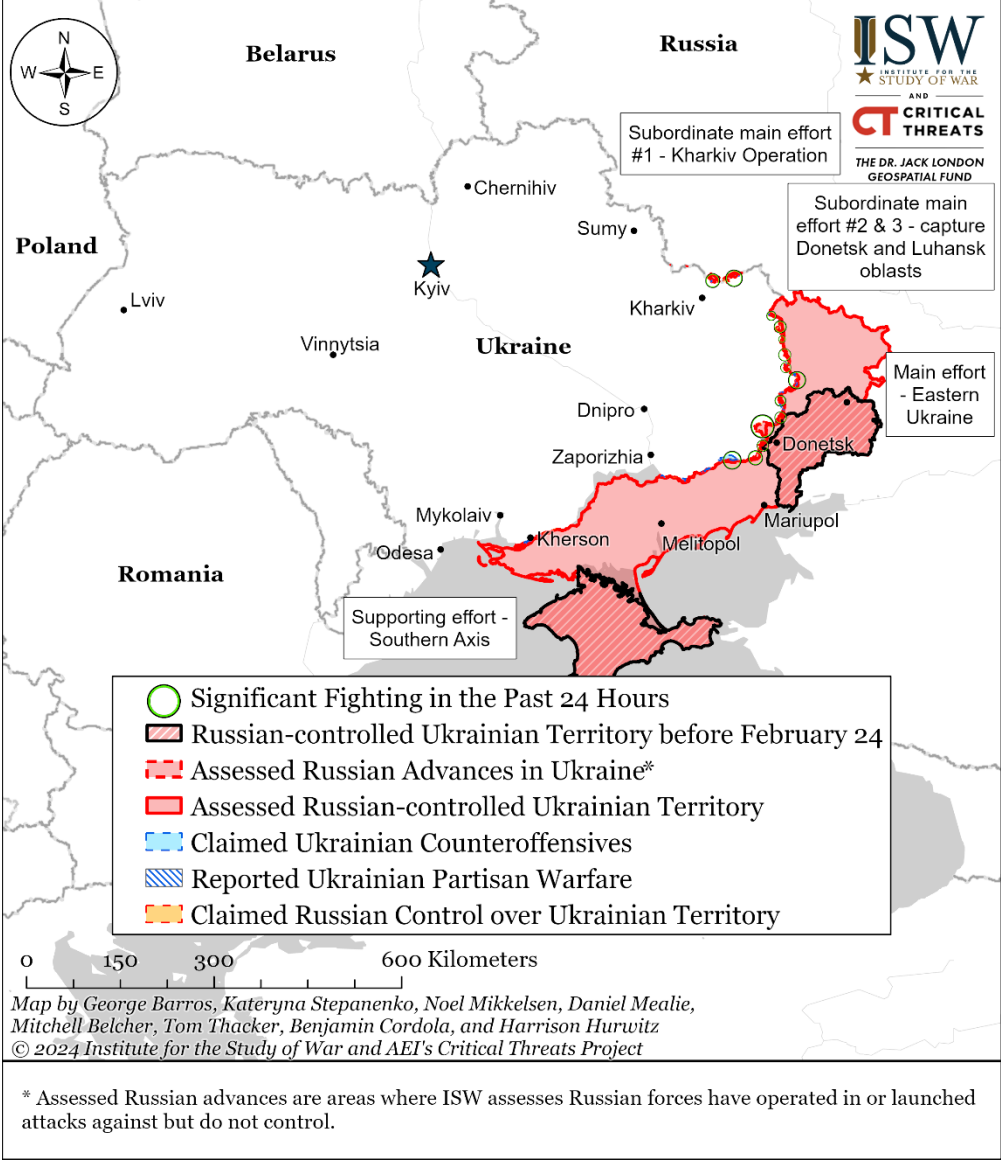 N
W
E
S
Belarus
Russia
ISW
INSTITUTE FOR THE
STUDY OF WAR
AND
CT CRITICAL
THREATS
THE DR. JACK LONDON
GEOSPATIAL FUND
Subordinate main effort
#1 - Kharkiv Operation
Subordinate main
effort #2 & 3 - capture
Donetsk and Luhansk
oblasts
Chernihiv
Sumy
Poland
Kyiv
Lviv
Kharkiv
Vinnytsia
Ukraine
Main effort
- Eastern
Ukraine
Dnipro
Donetsk
Zaporizhia
Mykolaiv
Mariupol
Kherson
Melitopol
Odesa
Romania
Supporting effort -
Southern Axis
Significant Fighting in the Past 24 Hours
Russian-controlled Ukrainian Territory before February 24
Assessed Russian Advances in Ukraine*
Assessed Russian-controlled Ukrainian Territory
Claimed Ukrainian Counteroffensives
Reported Ukrainian Partisan Warfare
Claimed Russian Control over Ukrainian Territory
0 150 300 600 Kilometers
Map by George Barros, Kateryna Stepanenko, Noel Mikkelsen, Daniel Mealie,
Mitchell Belcher, Tom Thacker, Benjamin Cordola, and Harrison Hurwitz
© 2024 Institute for the Study of War and AEI's Critical Threats Project
* Assessed Russian advances are areas where ISW assesses Russian forces have operated in or launched
attacks against but do not control.